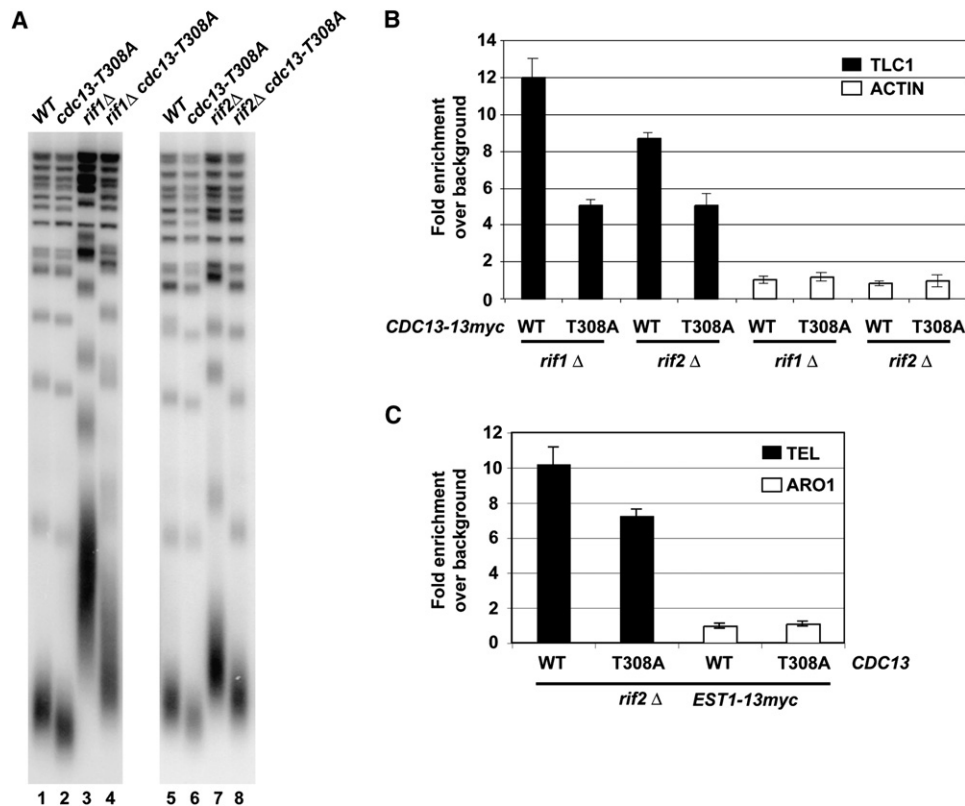 A
WT
cdc13-T308A
rif1Δ
rif1Δ cdc13-T308A
WT
cdc13-T308A
rif2Δ
rif2Δ cdc13-T308A
1 2 3 4 5 6 7 8
B
Fold enrichment
over background
14
12
10
8
6
4
2
0
TLC1
ACTIN
CDC13-13myc WT T308A WT T308A WT T308A WT T308A
rif1 Δ rif2 Δ rif1 Δ rif2 Δ
C
Fold enrichment
over background
12
10
8
6
4
2
0
TEL
ARO1
WT T308A WT T308A CDC13
rif2 Δ EST1-13myc